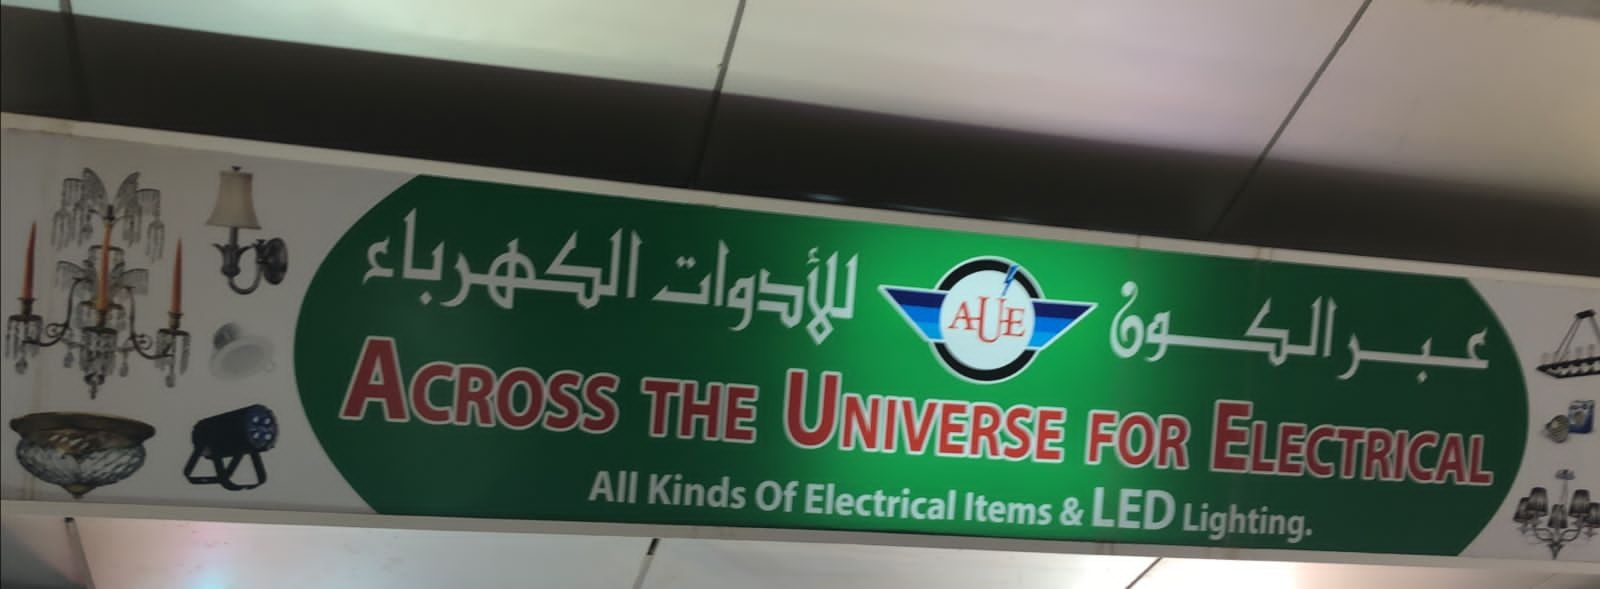 عبر الكون للأدوات الكهرباء
AUE
ACROSS THE UNIVERSE FOR ELECTRICAL
All Kinds Of Electrical Items & LED Lighting.